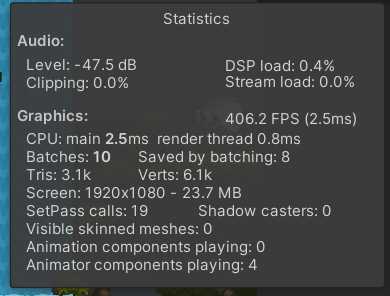 Statistics
Audio:
Level: -47.5 dB DSP load: 0.4%
Clipping: 0.0% Stream load: 0.0%
Graphics: 406.2 FPS (2.5ms)
CPU: main 2.5ms render thread 0.8ms
Batches: 10 Saved by batching: 8
Tris: 3.1k Verts: 6.1k
Screen: 1920x1080 - 23.7 MB
SetPass calls: 19 Shadow casters: 0
Visible skinned meshes: 0
Animation components playing: 0
Animator components playing: 4